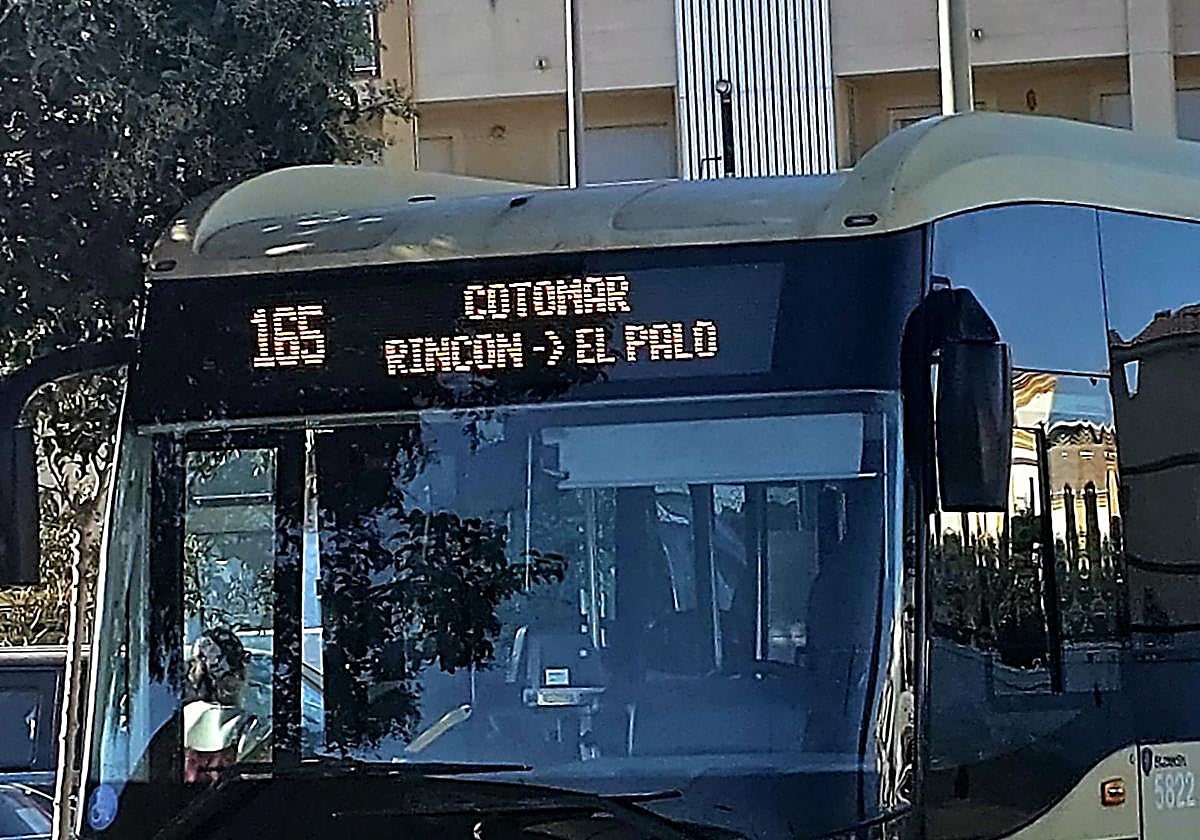 165
COTOMAR
RINCON -> EL PALO
5822